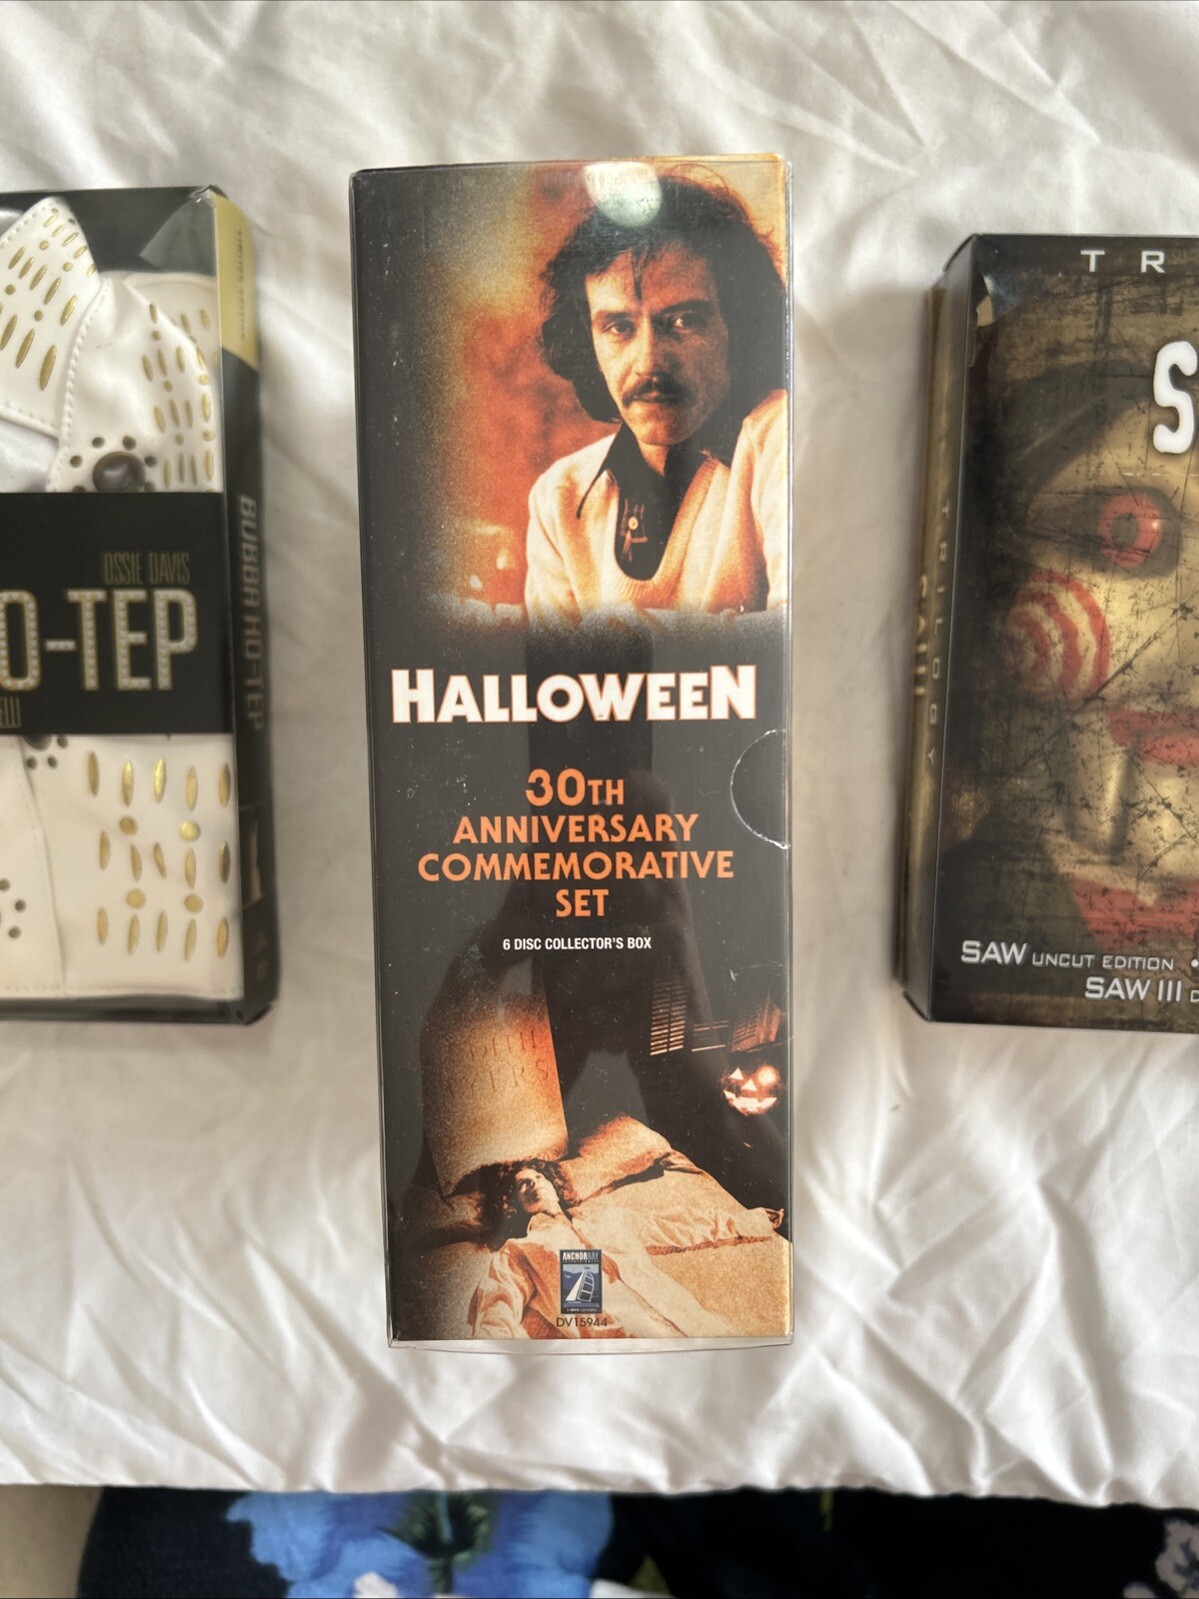 OSSIE DAVIS
O-TEP
BUBBA HO-TEP
HALLOWEEN
30TH
ANNIVERSARY
COMMEMORATIVE
SET
6 DISC COLLECTOR'S BOX
ANCHOR BAY
DV15944
TR
S
TRILOGY
SAW UNCUT EDITION •
SAW III D